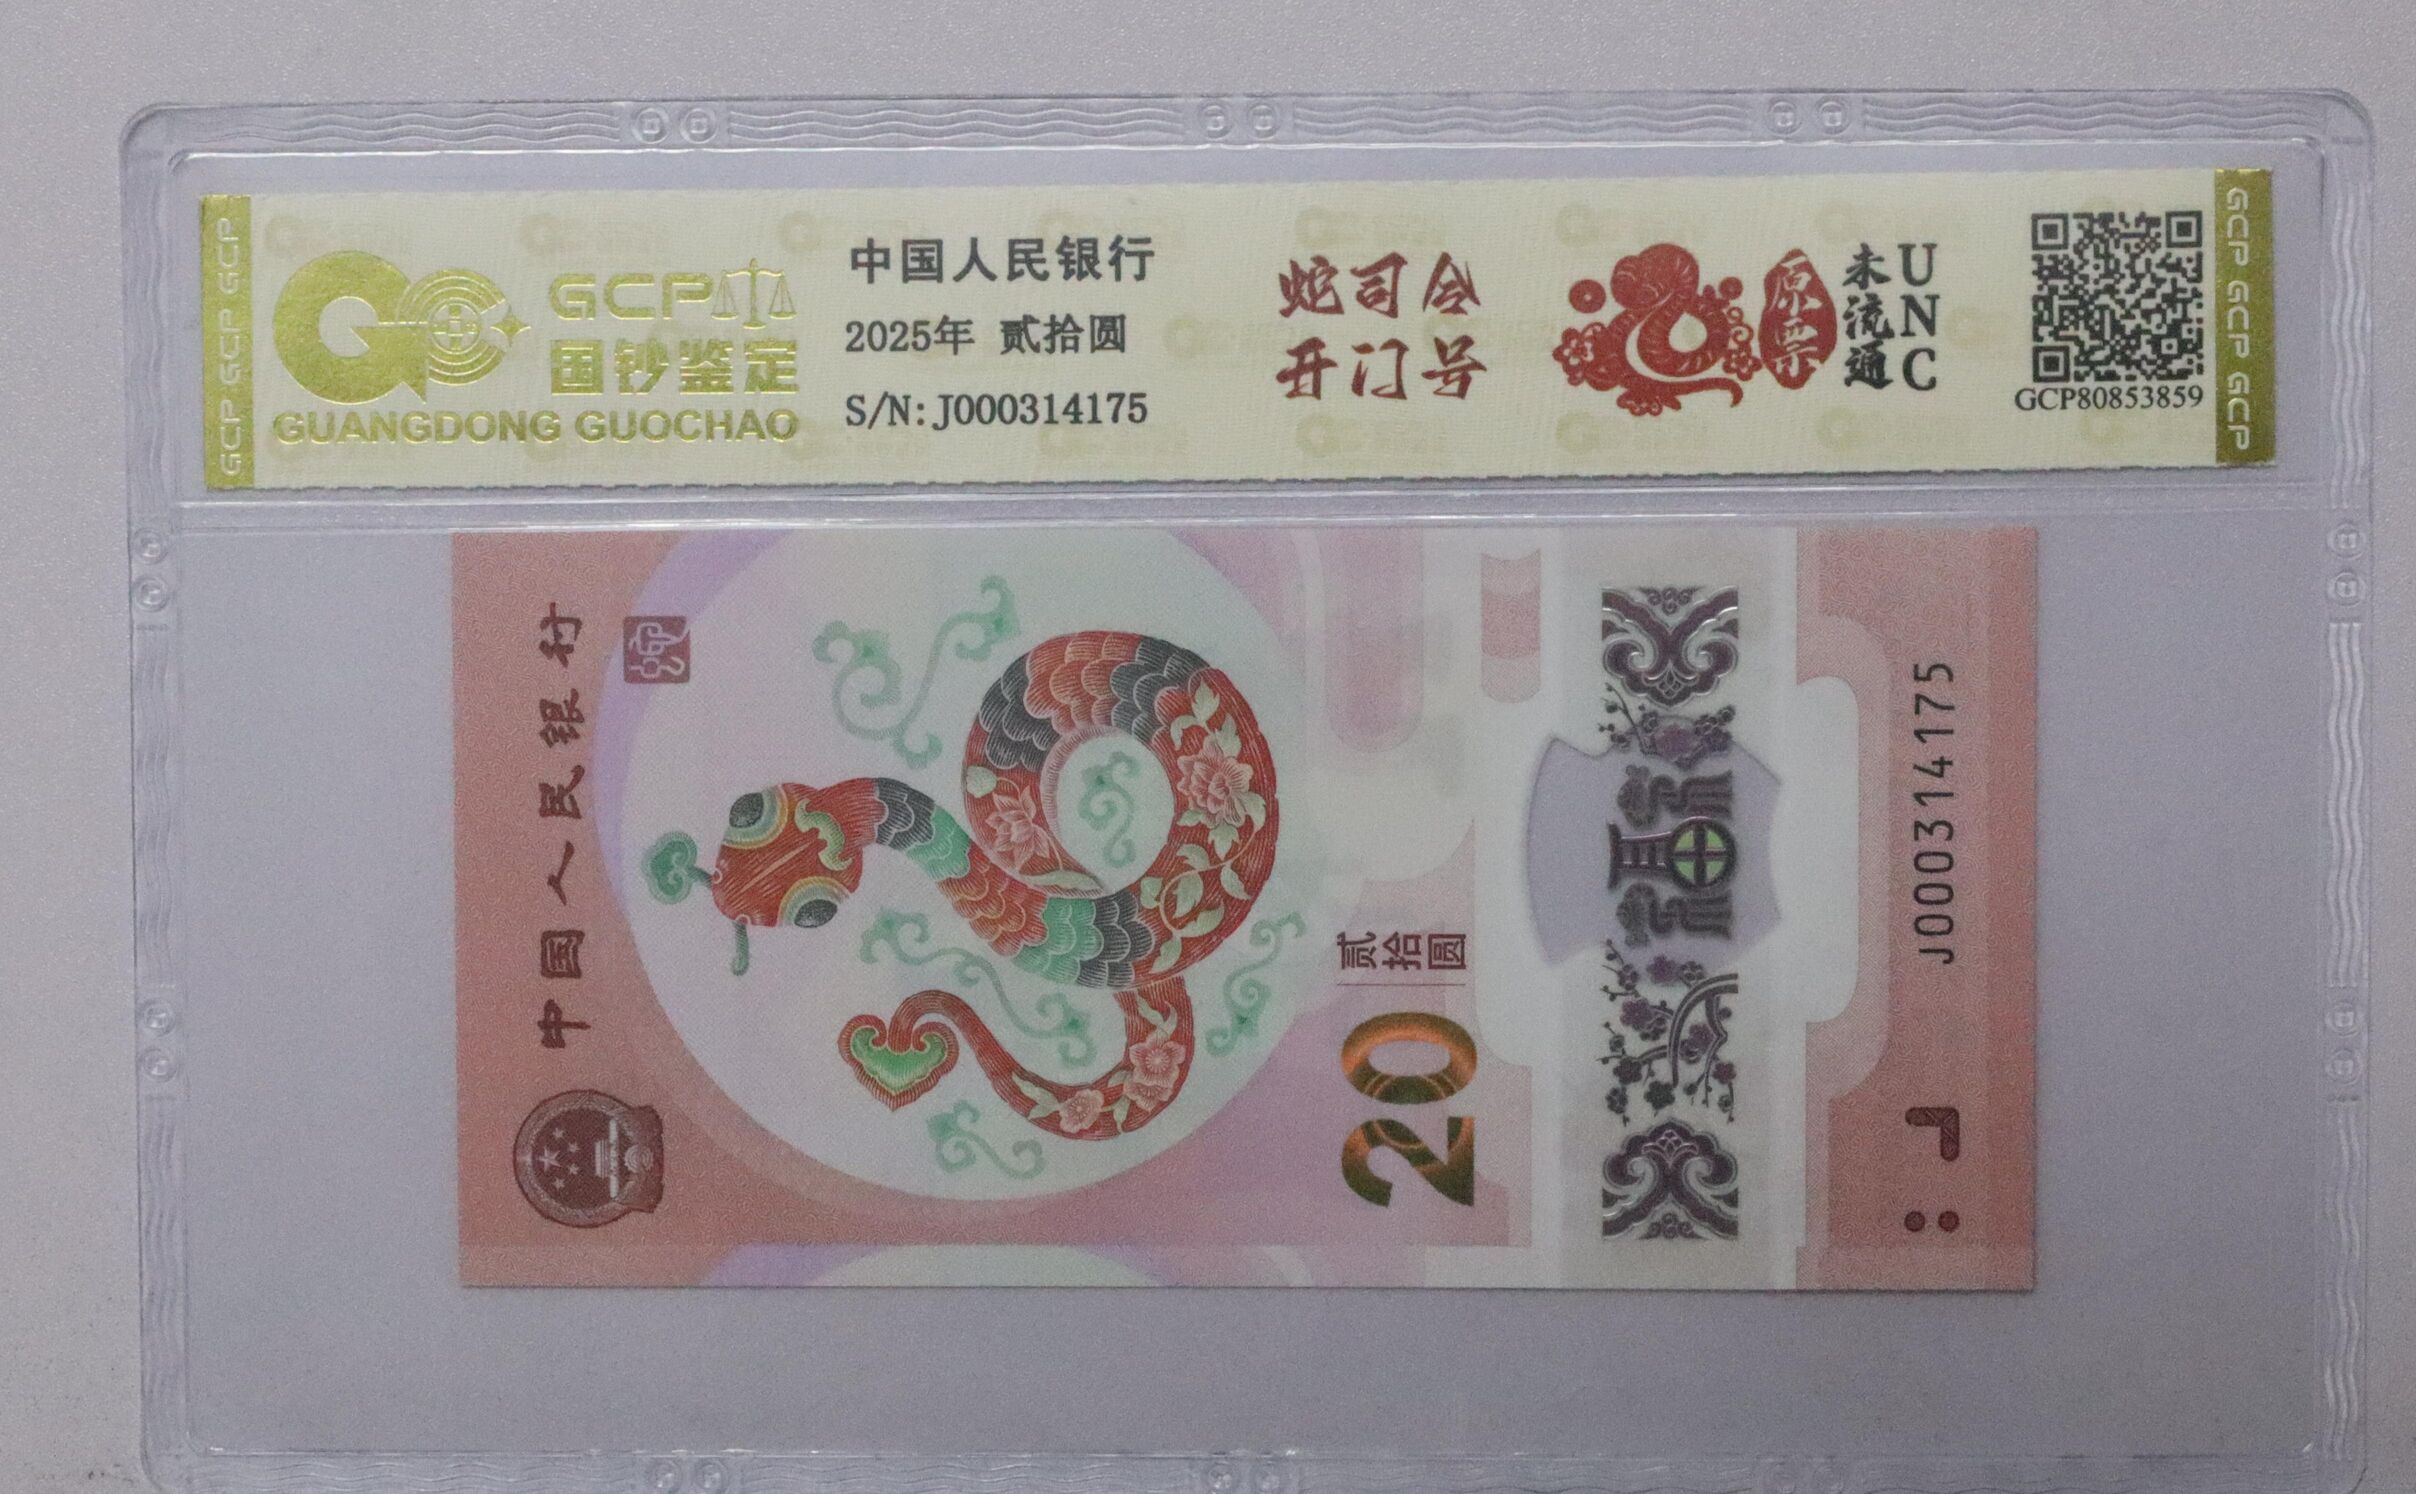 GCP GCP GCP
GCP
国钞鉴定
GUANGDONG GUOCHAO
中国人民银行
2025年 贰拾圆
S/N: J000314175
蛇司令
开门号
原票
未流通
UNC
GCP80853859
GCP GCP GCP
中国人民银行
蛇
贰拾圆
20
福
J000314175